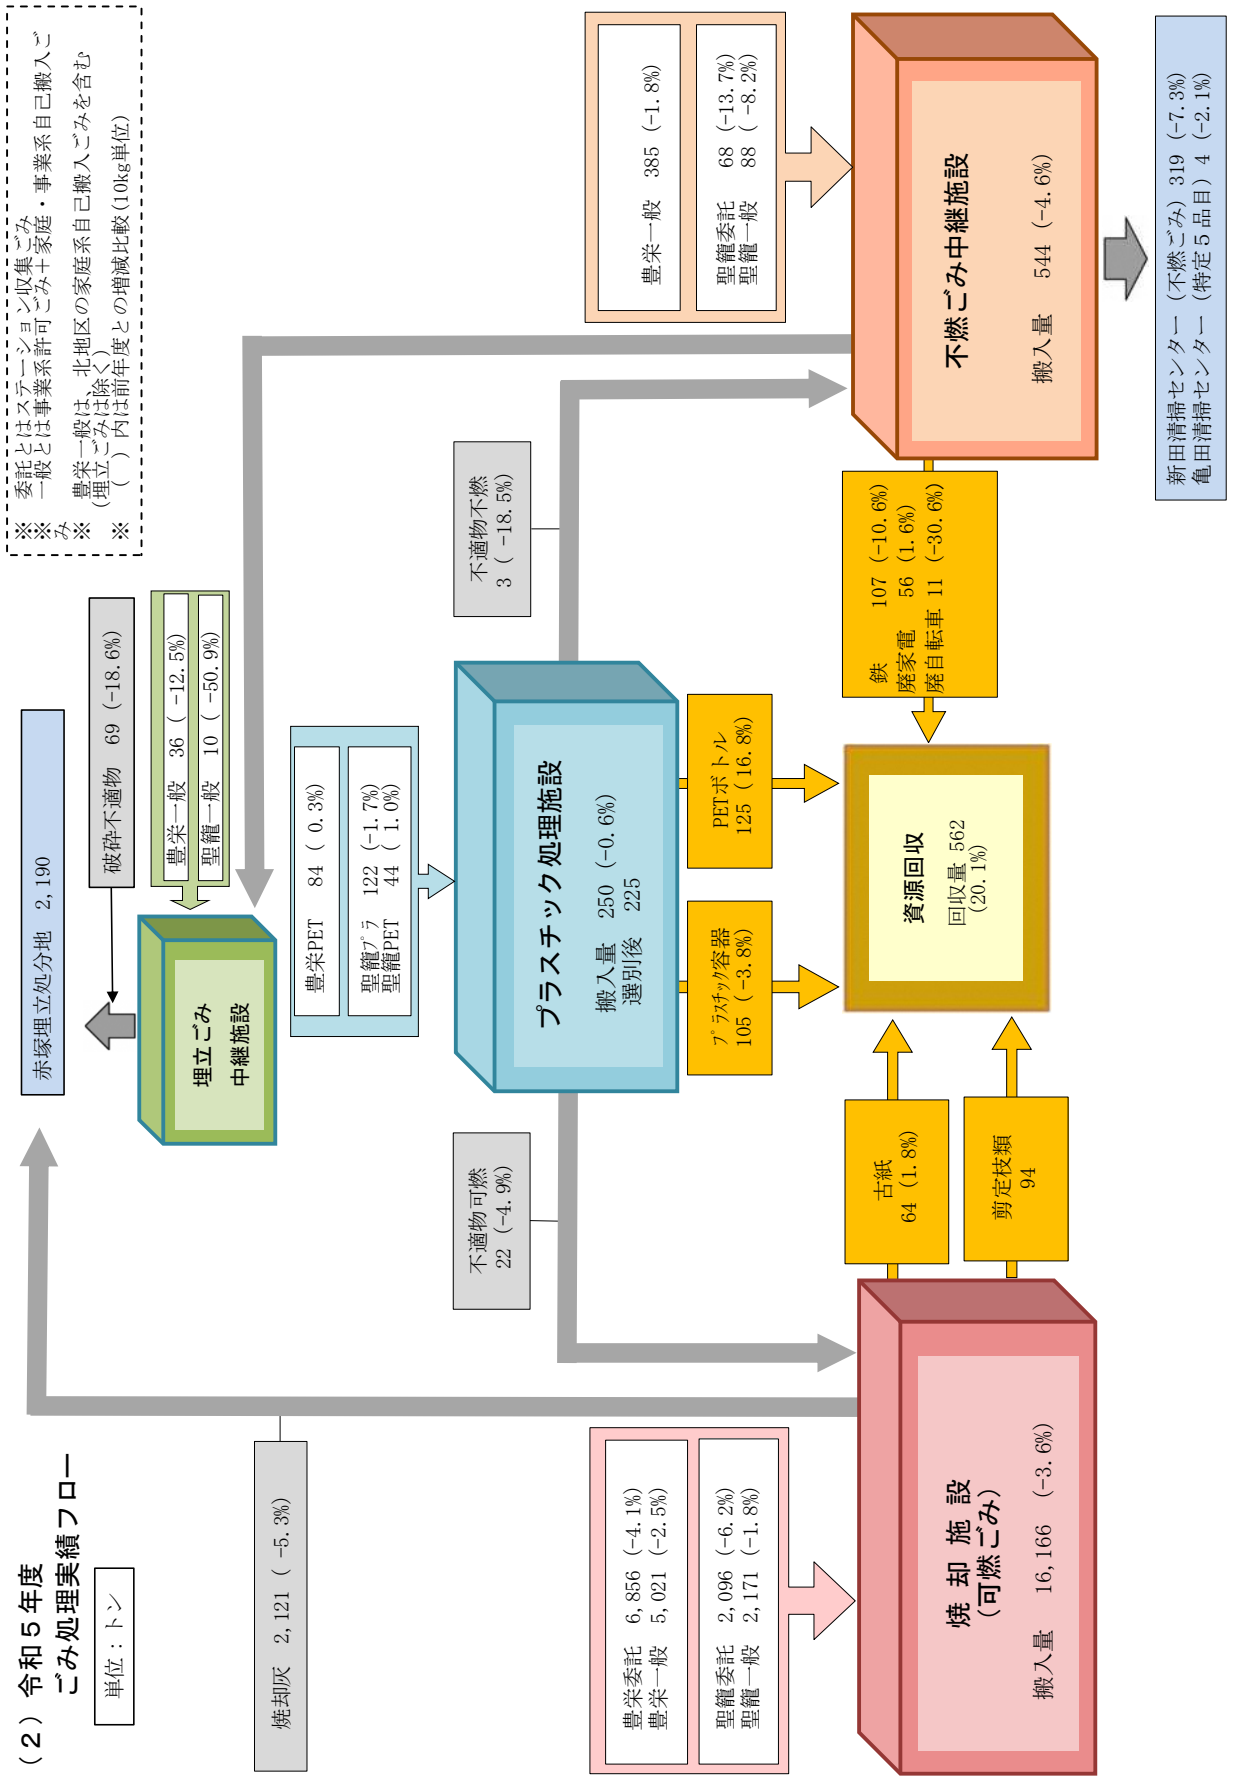 (２) 令和５年度
ごみ処理実績フロー
単位：トン
※　委託とはステーション収集ごみ
※　一般とは事業系許可ごみ＋家庭・事業系自己搬入ご
み
※　豊栄一般は、北地区の家庭系自己搬入ごみを含む
(埋立ごみは除く)
※　(　) 内は前年度との増減比較(10kg単位)
赤塚埋立処分地　2,190
破砕不適物　69 (-18.6%)
豊栄一般　36 ( -12.5%)
聖籠一般　10 ( -50.9%)
埋立ごみ
中継施設
焼却灰　2,121 ( -5.3%)
豊栄PET　84 ( 0.3%)
聖籠プラ　122 (-1.7%)
聖籠PET　44 ( 1.0%)
不適物可燃
22 (-4.9%)
プラスチック処理施設
搬入量　250 (-0.6%)
選別後　225
不適物不燃
3 ( -18.5%)
豊栄委託　6,856 (-4.1%)
豊栄一般　5,021 (-2.5%)
聖籠委託　2,096 (-6.2%)
聖籠一般　2,171 (-1.8%)
豊栄一般　385 (-1.8%)
聖籠委託　68 (-13.7%)
聖籠一般　88 ( -8.2%)
プラスチック容器
105 ( -3.8%)
PETボトル
125 (16.8%)
焼 却 施 設
(可燃ごみ)
搬入量　16,166 (-3.6%)
古紙
64 (1.8%)
剪定枝類
94
資源回収
回収量 562
(20.1%)
鉄　107 (-10.6%)
廃家電　56 (1.6%)
廃自転車 11 (-30.6%)
不燃ごみ中継施設
搬入量　544 (-4.6%)
新田清掃センター (不燃ごみ) 319 (-7.3%)
亀田清掃センター (特定５品目) 4 (-2.1%)